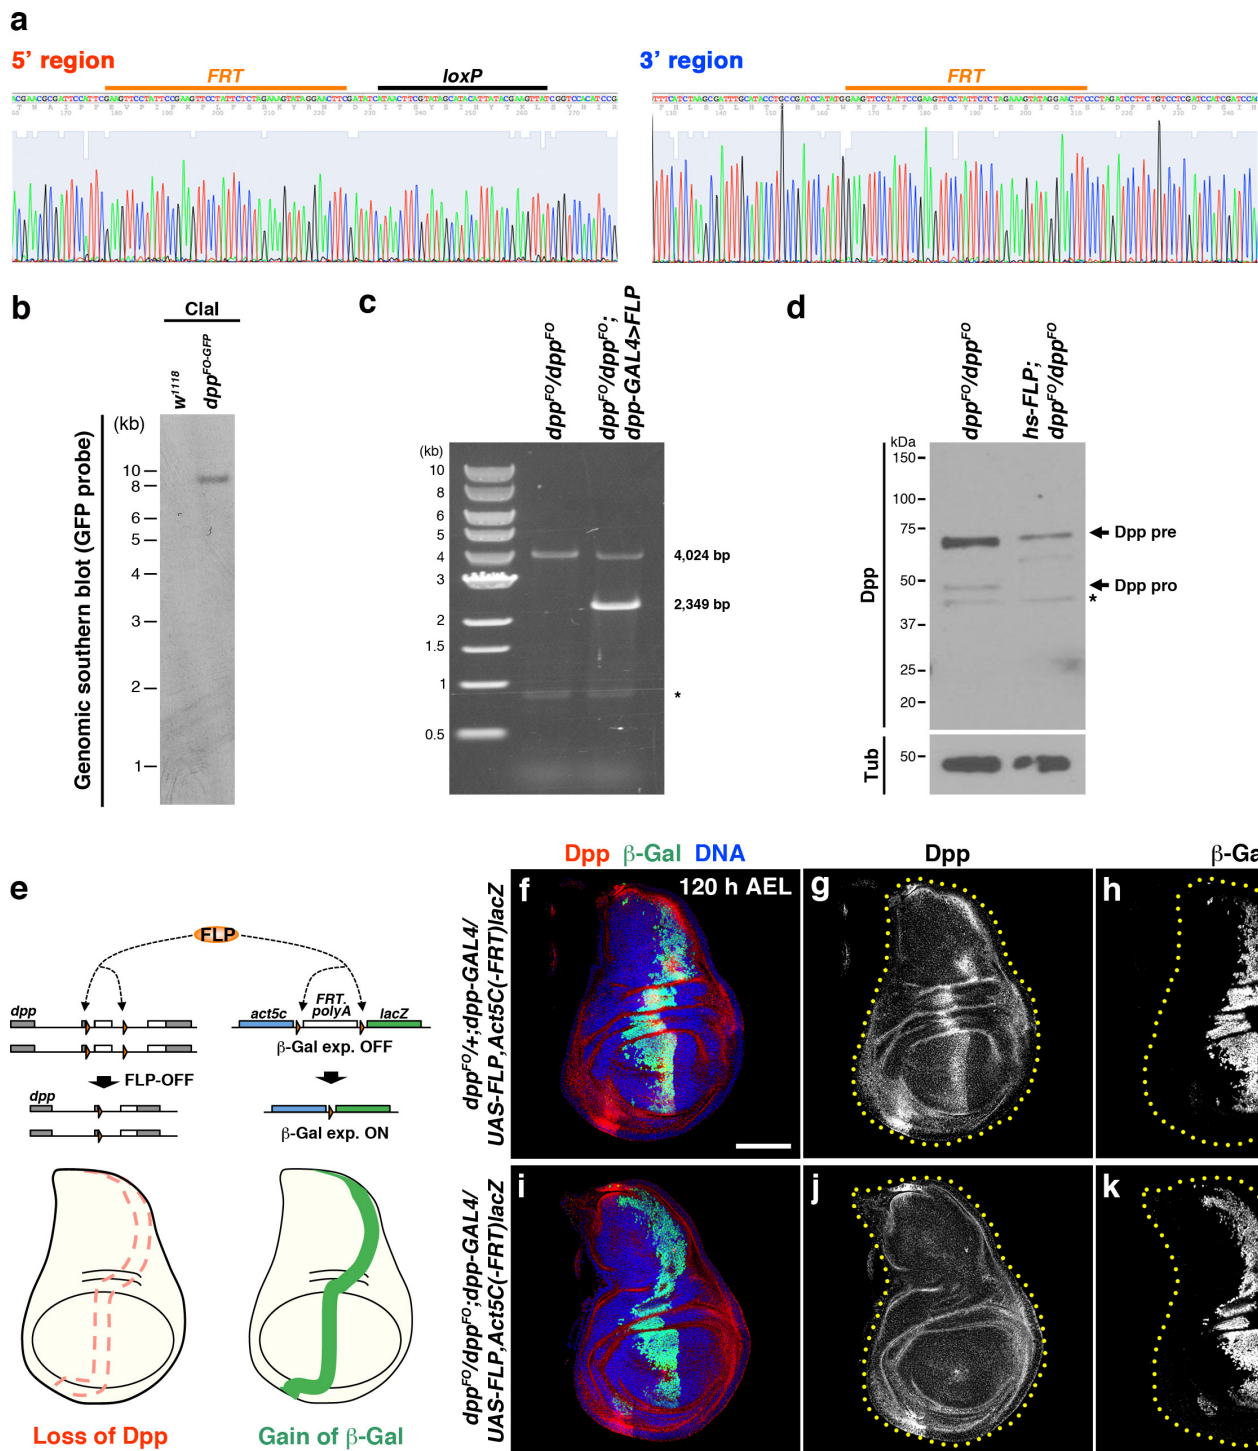 a
5’ region
3’ region
FRT
loxP
FRT
b
ClaI
w1118
dppFO-GFP
Genomic southern blot (GFP probe)
(kb)
10
8
6
5
4
3
2
1
c
dppFO/dppFO
dppFO/dppFO;
dpp-GAL4>FLP
(kb)
10
8
6
5
4
3
2
1.5
1
0.5
4,024 bp
2,349 bp
*
d
dppFO/dppFO
hs-FLP;
dppFO/dppFO
kDa
150
100
75
50
37
25
20
Dpp
Dpp pre
Dpp pro
*
Tub
50
e
FLP
dpp
act5c
FRT.
polyA
lacZ
β-Gal exp. OFF
FLP-OFF
dpp
β-Gal exp. ON
Loss of Dpp
Gain of β-Gal
Dpp β-Gal DNA
Dpp
β-Ga
dppFO/+;dpp-GAL4/
UAS-FLP,Act5C(-FRT)lacZ
f
120 h AEL
g
h
dppFO/dppFO;dpp-GAL4/
UAS-FLP,Act5C(-FRT)lacZ
i
j
k